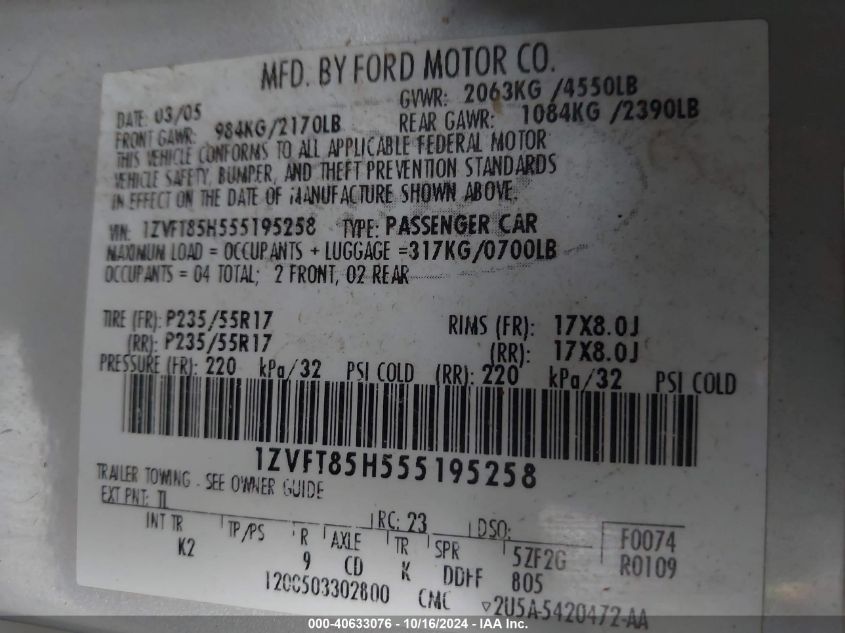 MFD. BY FORD MOTOR CO.
DATE: 03/05 GVWR: 2063KG /4550LB
FRONT GAWR: 984KG/2170LB REAR GAWR: 1084KG /2390LB
THIS VEHICLE CONFORMS TO ALL APPLICABLE FEDERAL MOTOR
VEHICLE SAFETY, BUMPER, AND THEFT PREVENTION STANDARDS
IN EFFECT ON THE DATE OF MANUFACTURE SHOWN ABOVE.
VIN: 1ZVFT85H555195258 TYPE: PASSENGER CAR
MAXIMUM LOAD = OCCUPANTS + LUGGAGE =317KG/0700LB
OCCUPANTS = 04 TOTAL; 2 FRONT, 02 REAR
TIRE (FR): P235/55R17 RIMS (FR): 17X8.0J
(RR): P235/55R17 (RR): 17X8.0J
PRESSURE (FR): 220 kPa/32 PSI COLD (RR): 220 kPa/32 PSI COLD
1ZVFT85H555195258
TRAILER TOWING - SEE OWNER GUIDE
EXT PNT: TL RC: 23 DSO: F0074
INT TR TP/PS R AXLE TR SPR 5ZF2G R0109
K2 9 CD K DDFF 805
120C503302800 CMC ▽2U5A-5420472-AA
000-40633076 - 10/16/2024 - IAA Inc.